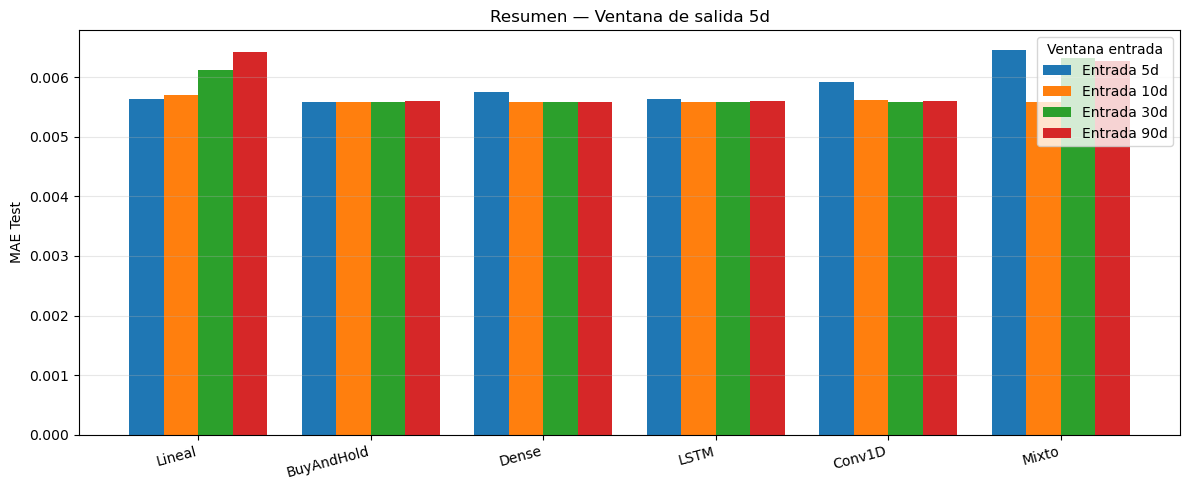 Resumen — Ventana de salida 5d
Ventana entrada
Entrada 5d
Entrada 10d
Entrada 30d
Entrada 90d
MAE Test
0.006
0.005
0.004
0.003
0.002
0.001
0.000
Lineal
BuyAndHold
Dense
LSTM
Conv1D
Mixto